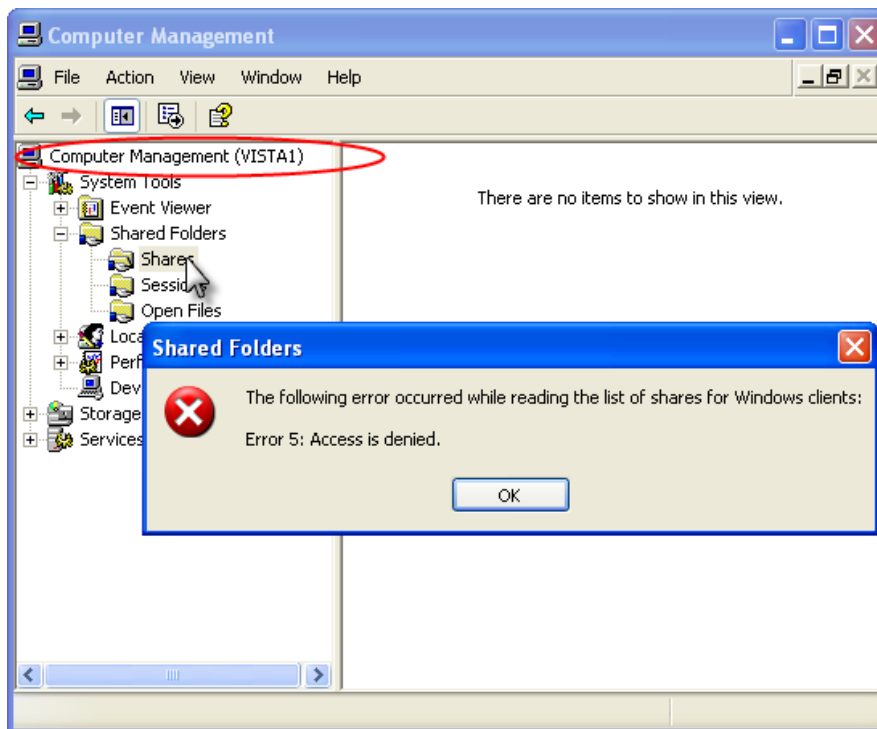 Computer Management
File Action View Window Help
Computer Management (VISTA1)
System Tools
Event Viewer
Shared Folders
Shares
Open Files
Storage
Services
There are no items to show in this view.
Shared Folders
The following error occurred while reading the list of shares for Windows clients:
Error 5: Access is denied.
OK